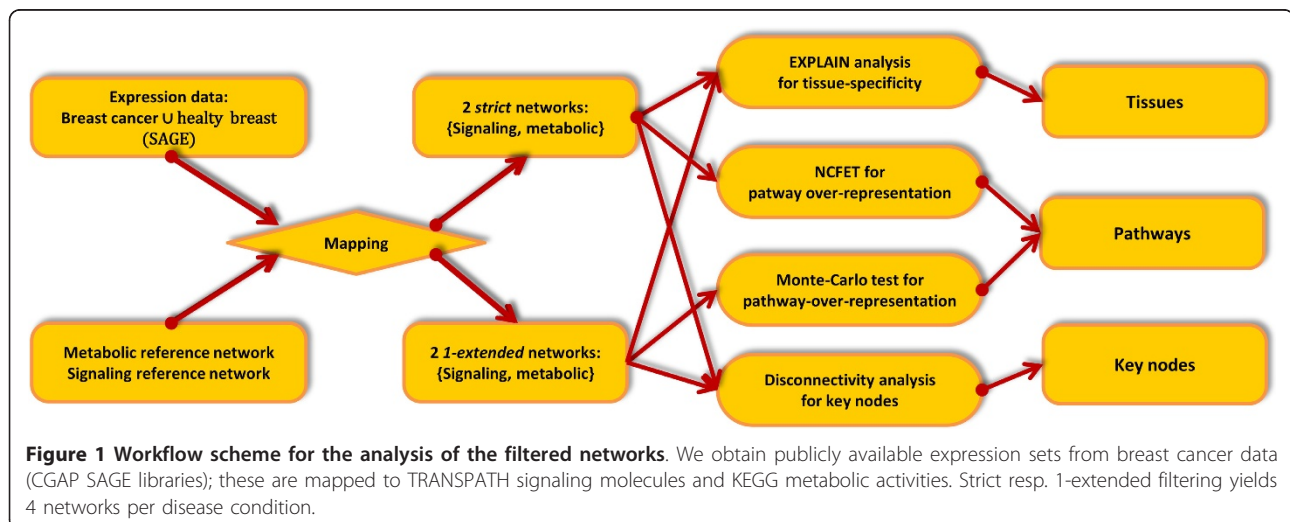 Expression data:
Breast cancer ∪ healty breast
(SAGE)
Metabolic reference network
Signaling reference network
Mapping
2 strict networks:
{Signaling, metabolic}
2 1-extended networks:
{Signaling, metabolic}
EXPLAIN analysis
for tissue-specificity
NCFET for
patway over-representation
Monte-Carlo test for
pathway-over-representation
Disconnectivity analysis
for key nodes
Tissues
Pathways
Key nodes
Figure 1 Workflow scheme for the analysis of the filtered networks. We obtain publicly available expression sets from breast cancer data
(CGAP SAGE libraries); these are mapped to TRANSPATH signaling molecules and KEGG metabolic activities. Strict resp. 1-extended filtering yields
4 networks per disease condition.